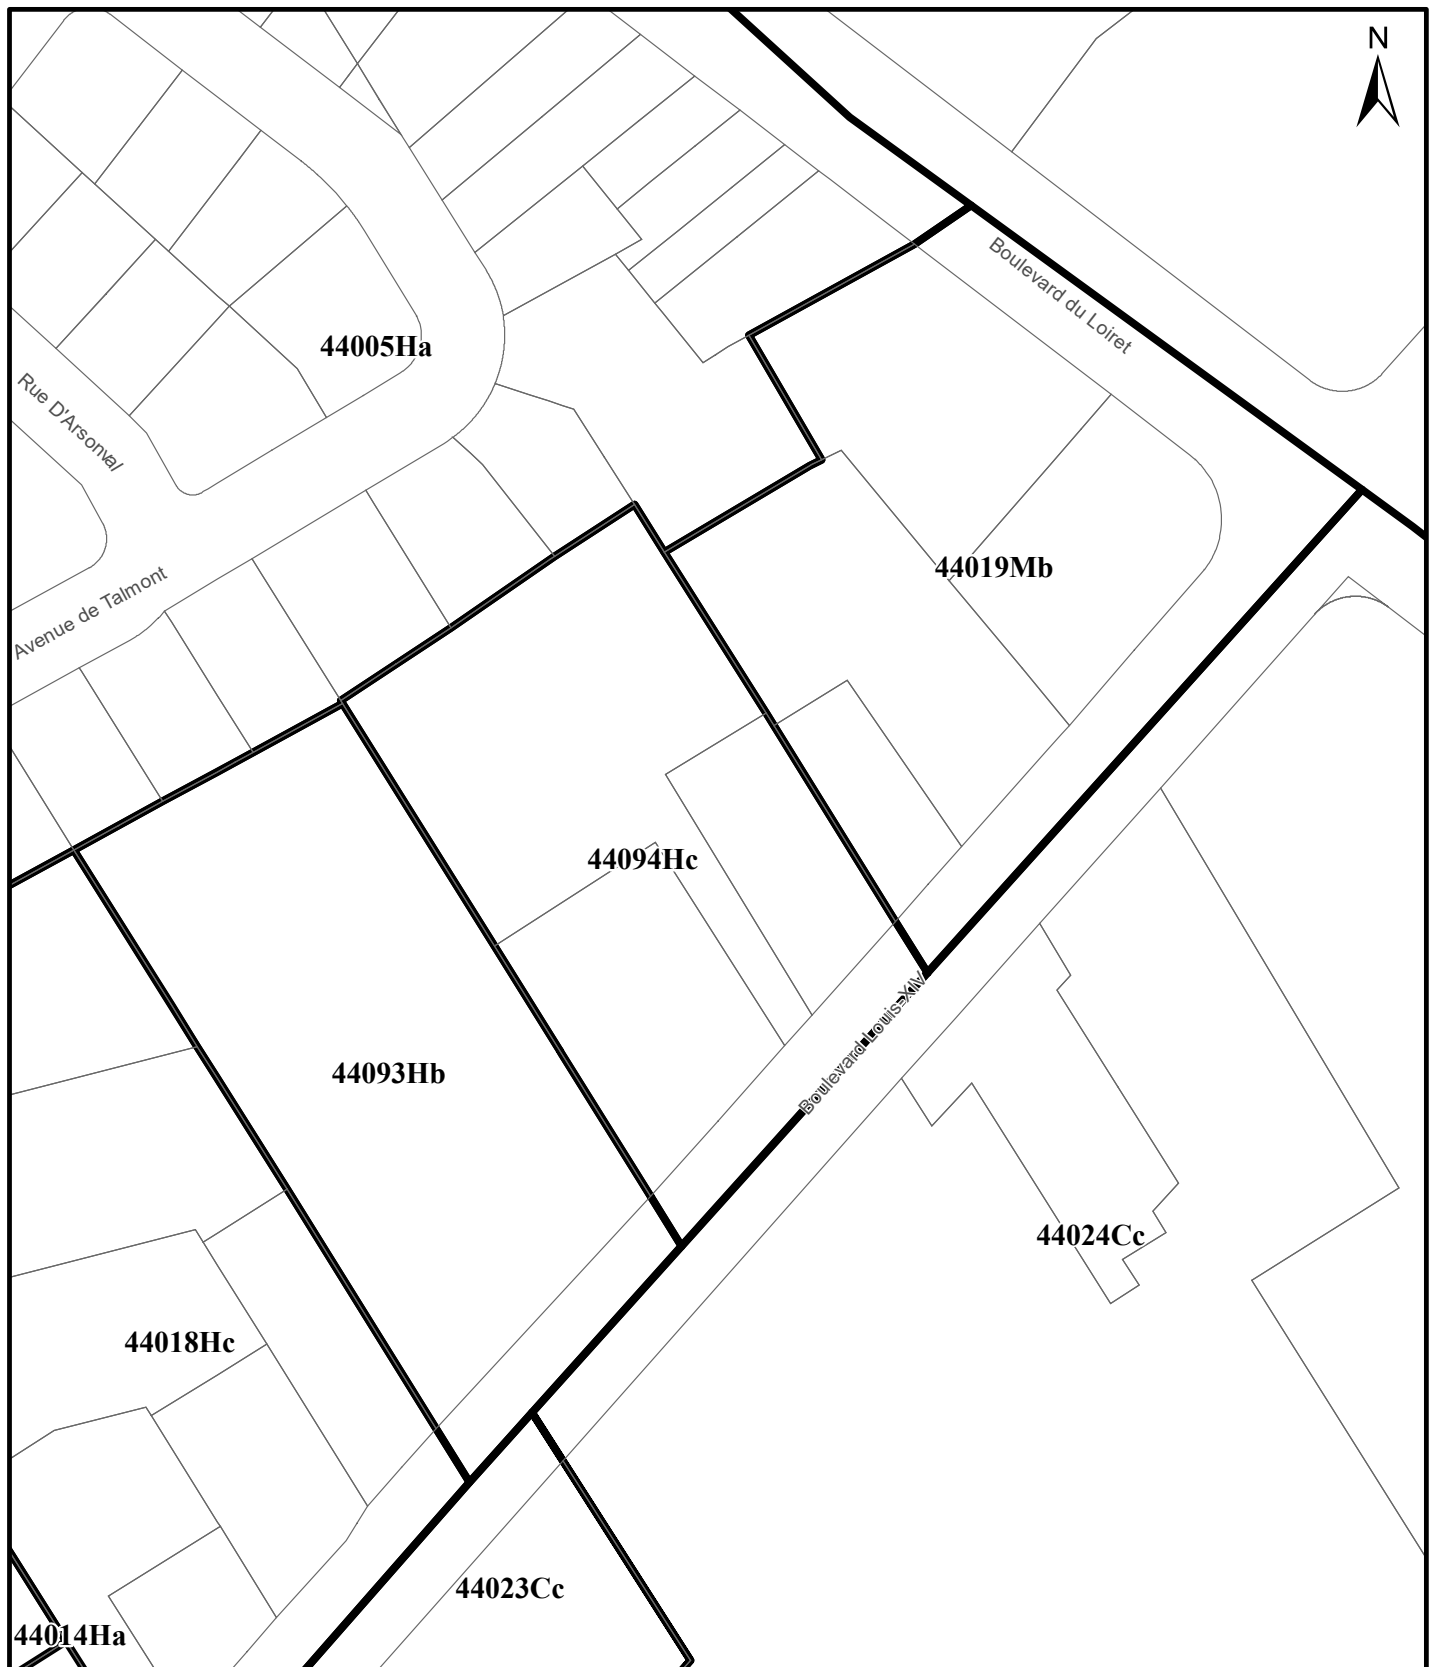 N
Boulevard du Loiret
44005Ha
Rue D'Arsonval
44019Mb
Avenue de Talmont
44094Hc
Boulevard Louis-XIV
44093Hb
44024Cc
44018Hc
44023Cc
44014Ha